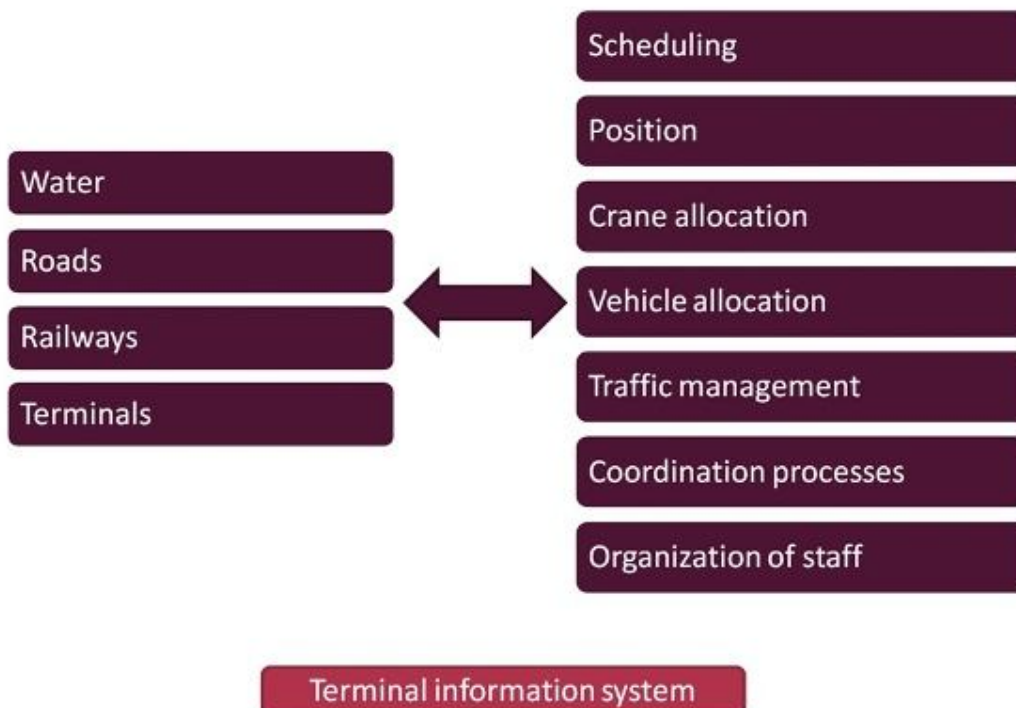 Water
Roads
Railways
Terminals
Scheduling
Position
Crane allocation
Vehicle allocation
Traffic management
Coordination processes
Organization of staff
Terminal information system